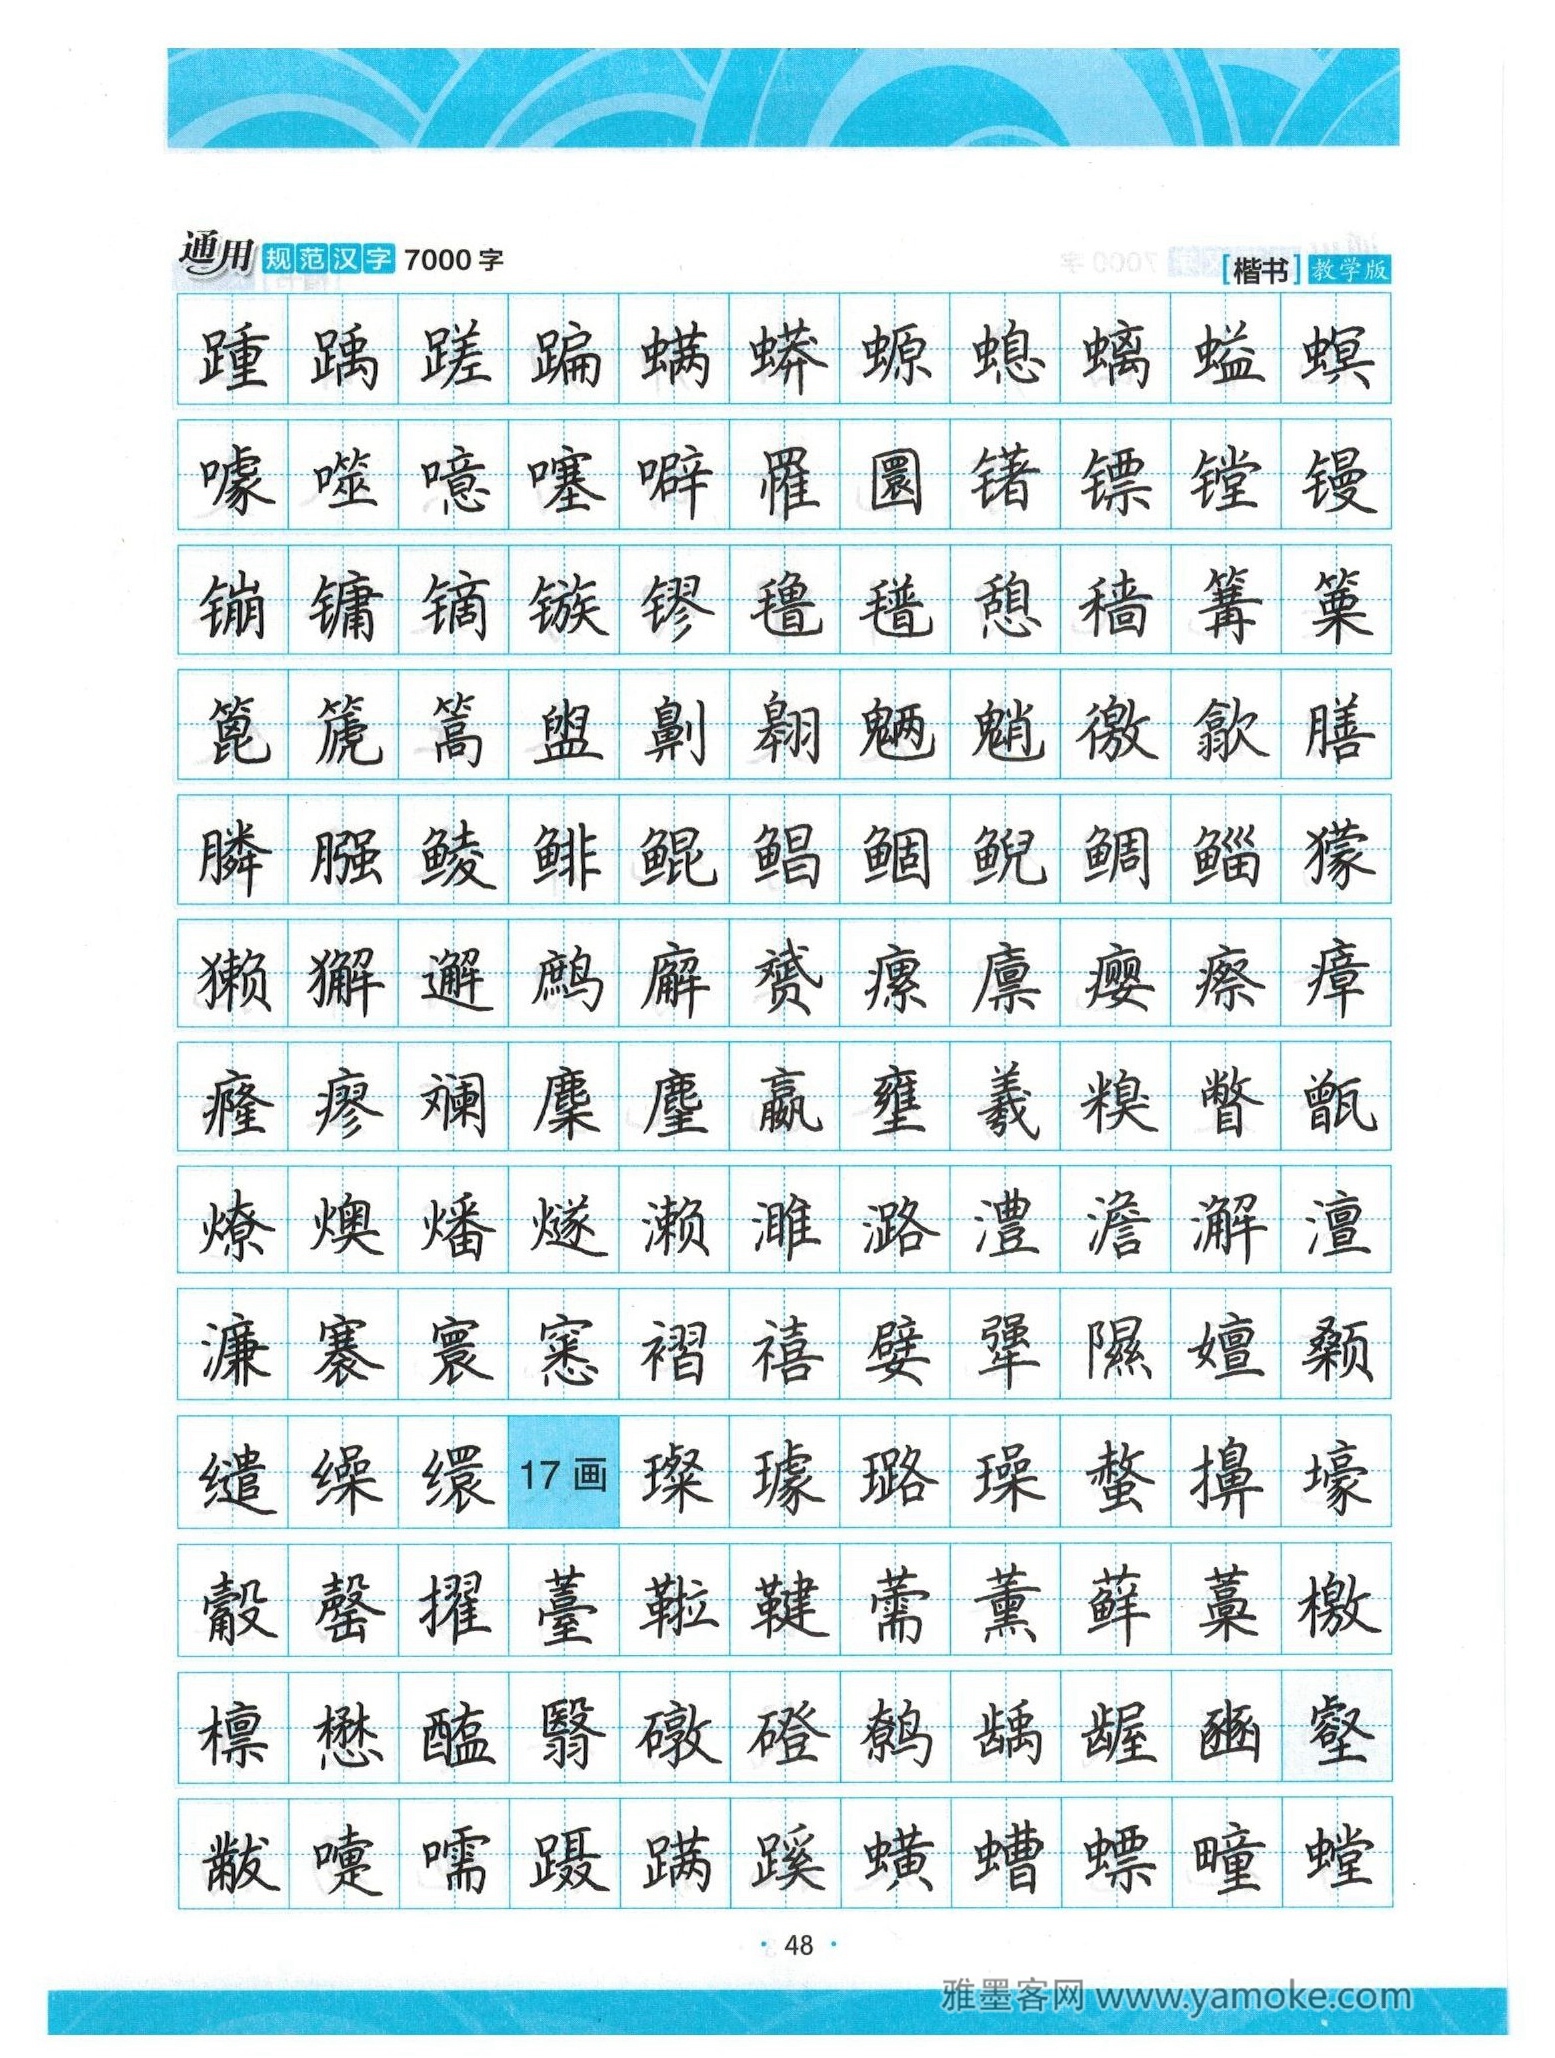 通用规范汉字 7000 字
[楷书] 教学版
踵 踽 蹉 蹁 螨 蟒 螈 螅 螭 螠 螟
噱 噬 噫 噻 噼 罹 圜 锗 镖 镗 镘
镚 镛 镝 镞 镠 氇 氆 憩 穑 篝 篥
篦 篪 篙 盥 劓 翱 魉 魈 徼 歙 膳
膦 膙 鲮 鲱 鲲 鲳 鲴 鲵 鲷 鲻 獴
獭 獬 邂 鹧 廨 赟 瘰 廪 瘿 瘵 瘴
癃 瘳 斓 麇 麈 嬴 壅 羲 糗 瞥 甑
燎 燠 燔 燧 濑 濉 潞 澧 澹 澥 澶
濂 褰 寰 窸 褶 禧 嬖 犟 隰 嬗 颡
缱 缲 缳 17 画 璨 璩 璐 璪 螯 擤 壕
觳 罄 擢 薹 鞡 鞬 薷 薰 藓 藁 檄
檩 懋 醢 翳 礅 磴 鹩 龋 龌 豳 壑
黻 嚏 嚅 蹑 蹒 蹊 蟥 螬 螵 疃 螳
· 48 ·
雅墨客网 www.yamoke.com